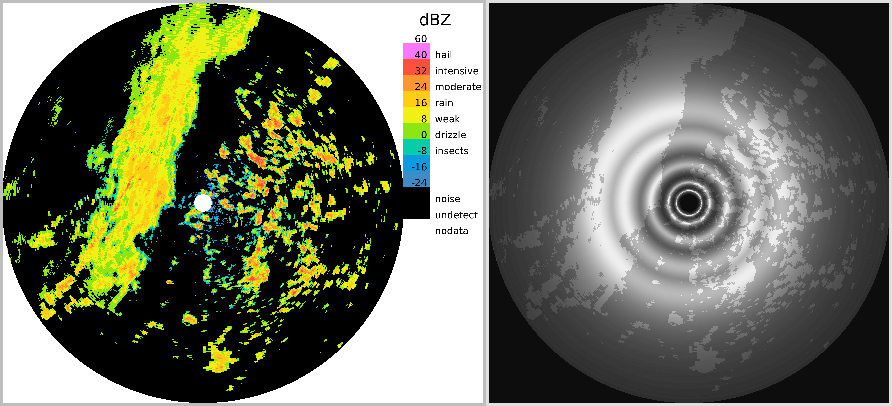 dBZ
60
40 hail
32 intensive
24 moderate
16 rain
8 weak
0 drizzle
-8 insects
-16
-24
noise
undetect
nodata